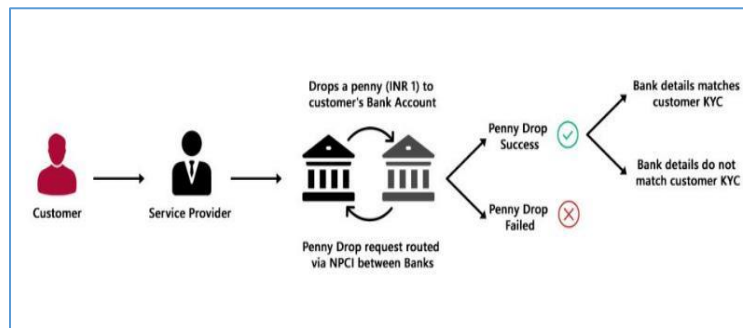 Customer
Service Provider
Drops a penny (INR 1) to
customer's Bank Account
Penny Drop request routed
via NPCI between Banks
Penny Drop
Success
Penny Drop
Failed
Bank details matches
customer KYC
Bank details do not
match customer KYC